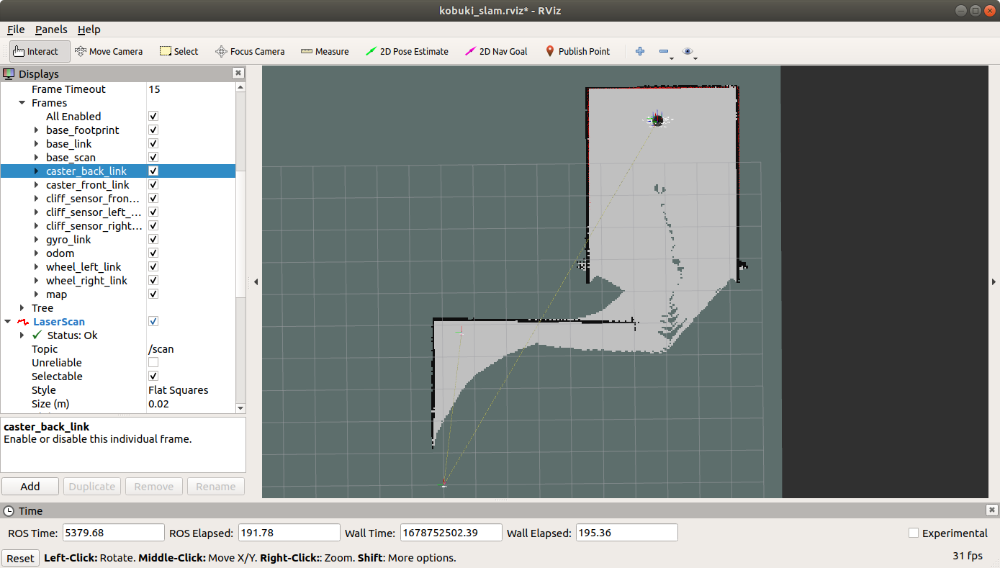 kobuki_slam.rviz* - RViz
File Panels Help
Interact Move Camera Select Focus Camera Measure 2D Pose Estimate 2D Nav Goal Publish Point
Displays
Frame Timeout 15
Frames
All Enabled
base_footprint
base_link
base_scan
caster_back_link
caster_front_link
cliff_sensor_fron...
cliff_sensor_left_...
cliff_sensor_right...
gyro_link
odom
wheel_left_link
wheel_right_link
map
Tree
LaserScan
Status: Ok
Topic /scan
Unreliable
Selectable
Style Flat Squares
Size (m) 0.02
caster_back_link
Enable or disable this individual frame.
Add Duplicate Remove Rename
Time
ROS Time: 5379.68 ROS Elapsed: 191.78 Wall Time: 1678752502.39 Wall Elapsed: 195.36 Experimental
Reset Left-Click: Rotate. Middle-Click: Move X/Y. Right-Click:: Zoom. Shift: More options. 31 fps